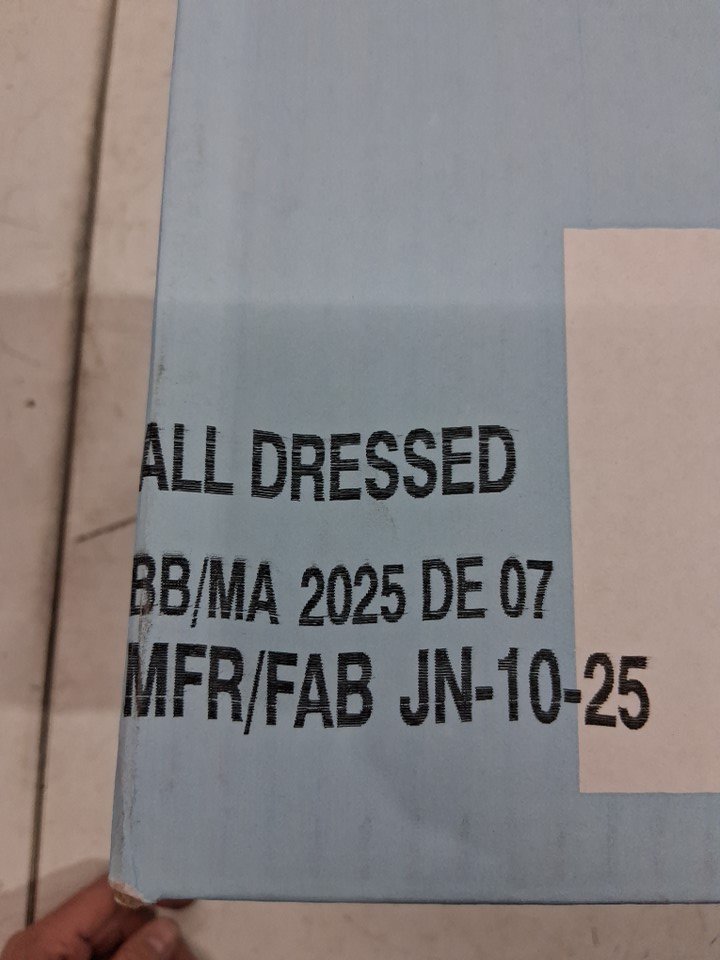 ALL DRESSED
BB/MA 2025 DE 07
MFR/FAB JN-10-25